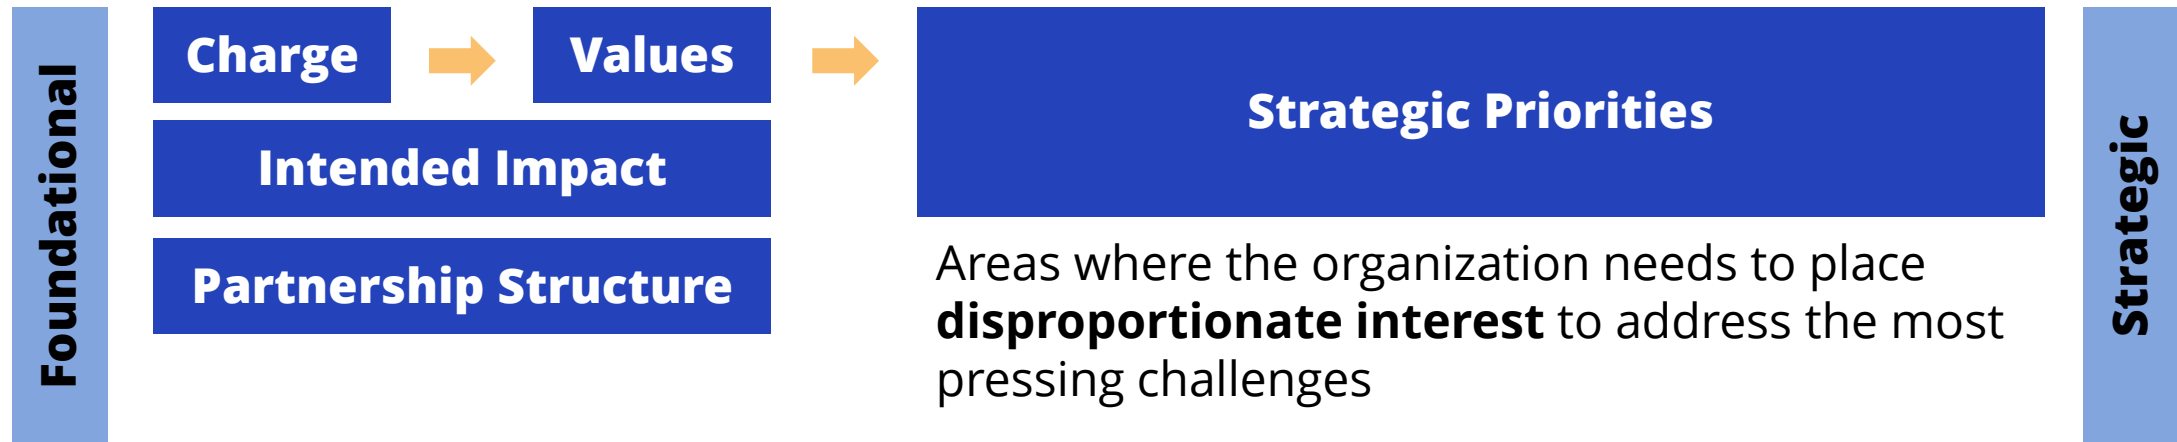 Foundational
Charge
Values
Intended Impact
Partnership Structure
Strategic Priorities
Areas where the organization needs to place
disproportionate interest to address the most
pressing challenges
Strategic